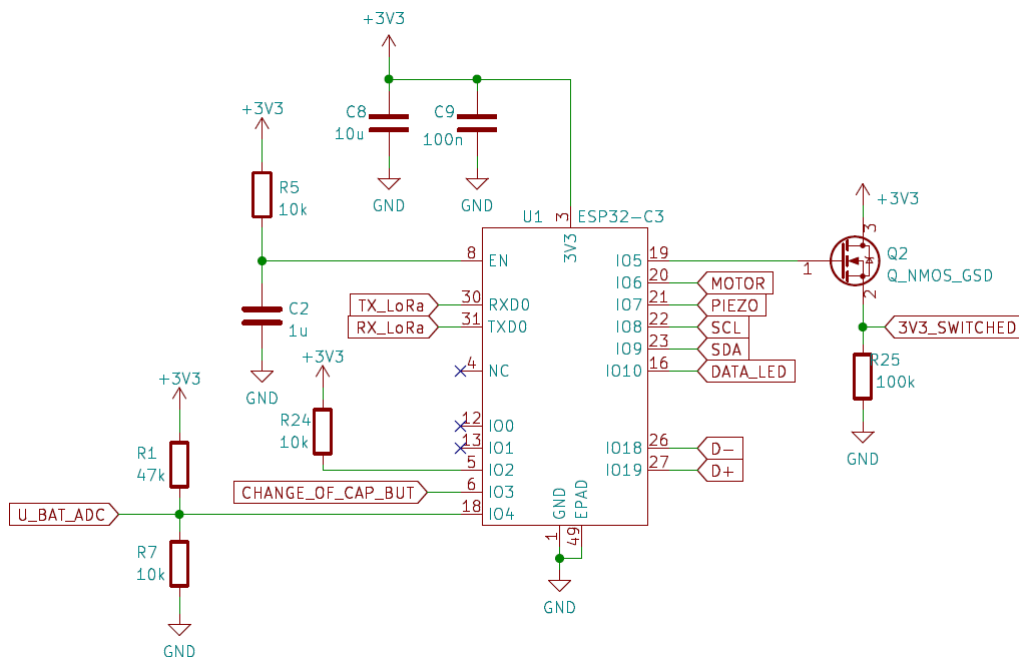 +3V3
C8
10u
C9
100n
GND
GND
+3V3
R5
10k
C2
1u
GND
U1
ESP32-C3
3
3V3
8
EN
TX_LoRa
30
RXD0
RX_LoRa
31
TXD0
4
NC
12
IO0
13
IO1
5
IO2
CHANGE_OF_CAP_BUT
6
IO3
18
IO4
IO5
19
IO6
20
MOTOR
IO7
21
PIEZO
IO8
22
SCL
IO9
23
SDA
IO10
16
DATA_LED
IO18
26
D-
IO19
27
D+
GND
EPAD
1
49
GND
+3V3
R24
10k
+3V3
R1
47k
U_BAT_ADC
R7
10k
GND
+3V3
3
1
Q2
Q_NMOS_GSD
2
3V3_SWITCHED
R25
100k
GND